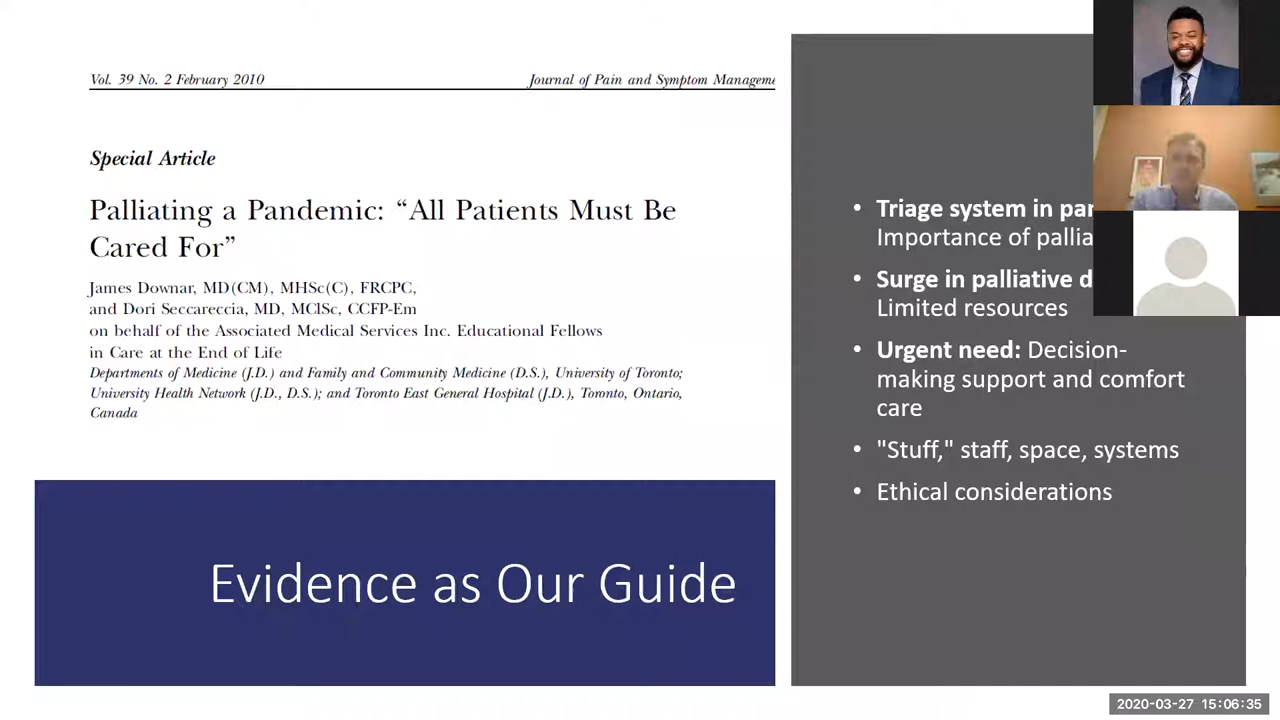 Vol. 39 No. 2 February 2010
Journal of Pain and Symptom
Special Article
Palliating a Pandemic: “All Patients Must Be
Cared For”
James Downar, MD(CM), MHSc(C), FRCPC,
and Dori Seccareccia, MD, MClSc, CCFP-Em
on behalf of the Associated Medical Services Inc. Educational Fellows
in Care at the End of Life
Departments of Medicine (J.D.) and Family and Community Medicine (D.S.), University of Toronto;
University Health Network (J.D., D.S.); and Toronto East General Hospital (J.D.), Toronto, Ontario,
Canada
Evidence as Our Guide
• Triage system in
Importance of
• Surge in palliative
Limited resources
• Urgent need: Decision-
making support and comfort
care
• "Stuff," staff, space, systems
• Ethical considerations
2020-03-27 15:06:35